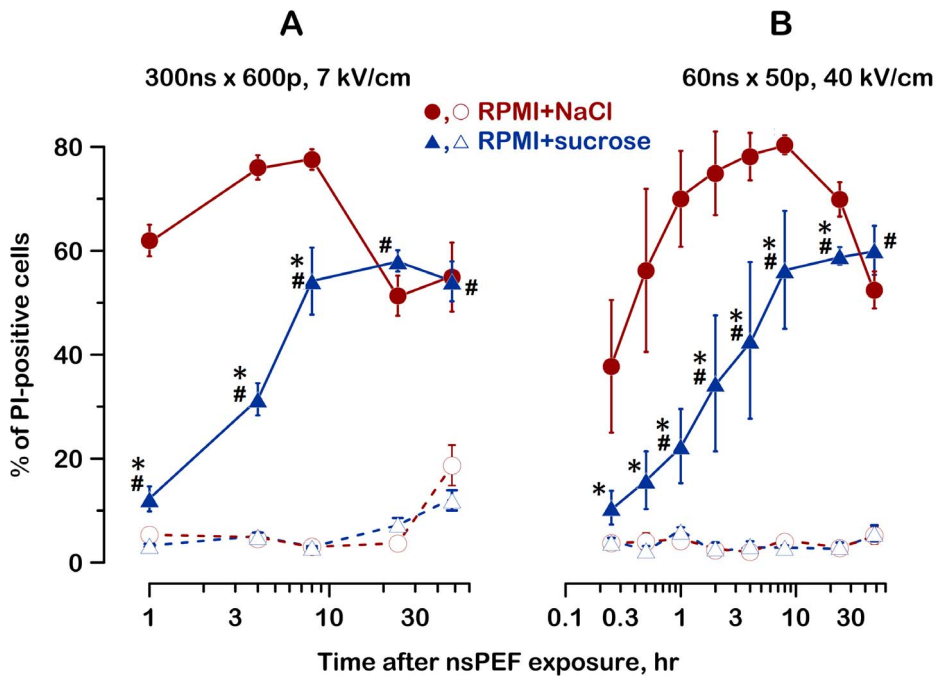 A
B
300ns x 600p, 7 kV/cm
60ns x 50p, 40 kV/cm
, RPMI+NaCl
, RPMI+sucrose
% of PI-positive cells
80
60
40
20
0
*
#
*
#
*
#
#
#
*
*
*
#
*
#
*
#
*
#
*
#
#
1 3 10 30
0.1 0.3 1 3 10 30
Time after nsPEF exposure, hr